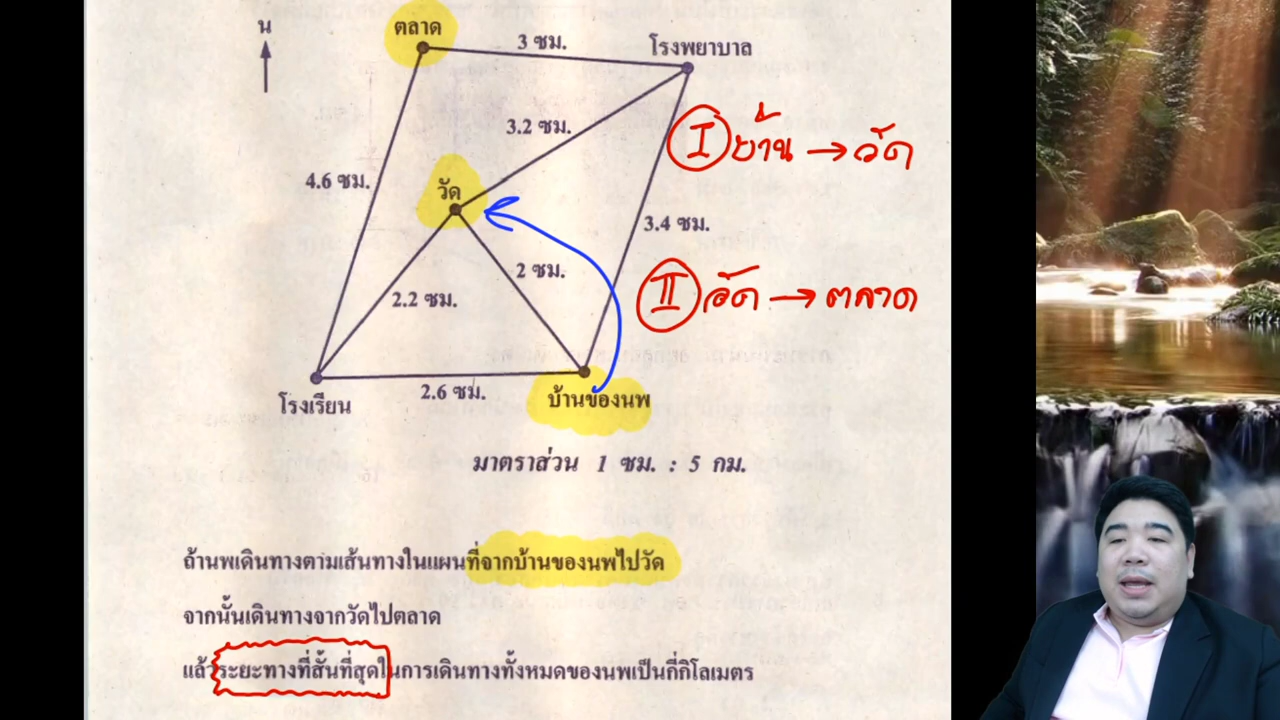 น
ตลาด
3 ซม.
โรงพยาบาล
3.2 ซม.
I บ้าน → วัด
4.6 ซม.
วัด
3.4 ซม.
2 ซม.
2.2 ซม.
II วัด → ตลาด
2.6 ซม.
โรงเรียน
บ้านของนพ
มาตราส่วน 1 ซม. : 5 กม.
ถ้านพเดินทางตามเส้นทางในแผนที่จากบ้านของนพไปวัด
จากนั้นเดินทางจากวัดไปตลาด
แล้วระยะทางที่สั้นที่สุดในการเดินทางทั้งหมดของนพเป็นกี่กิโลเมตร